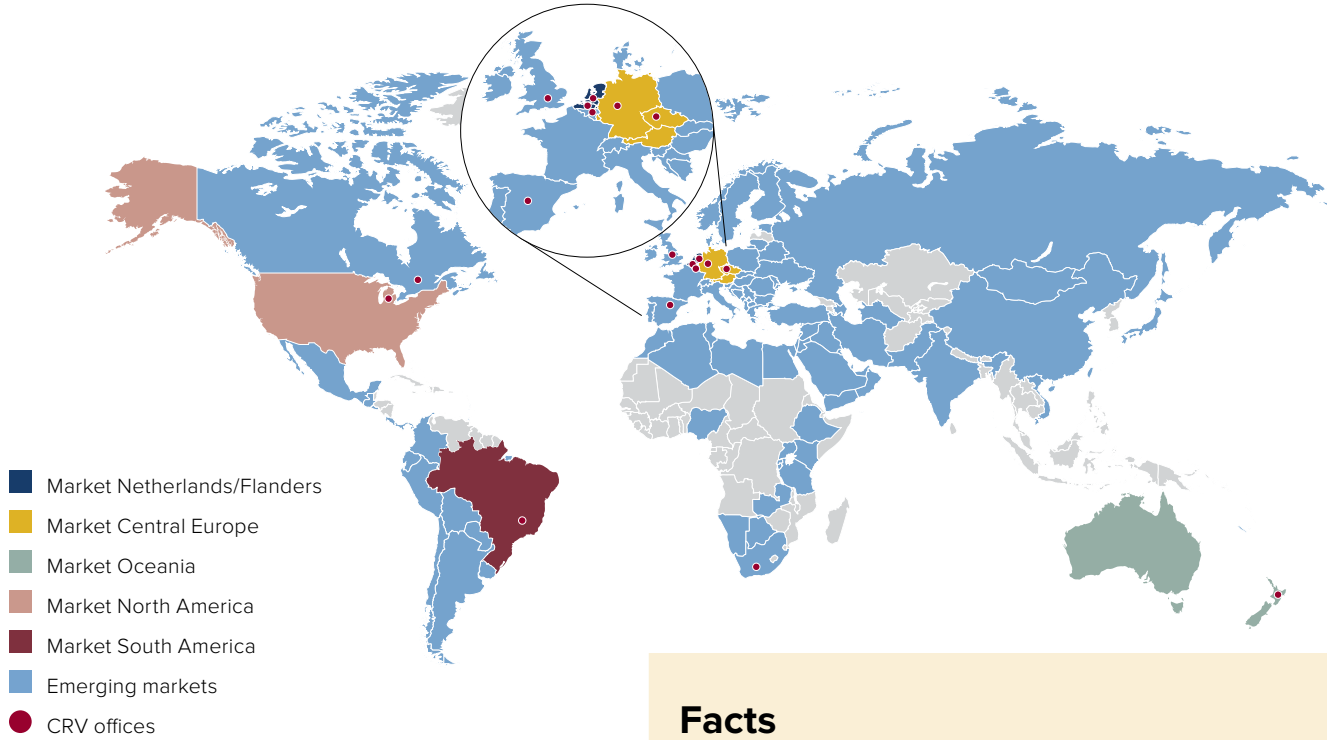 Market Netherlands/Flanders
Market Central Europe
Market Oceania
Market North America
Market South America
Emerging markets
CRV offices
Facts